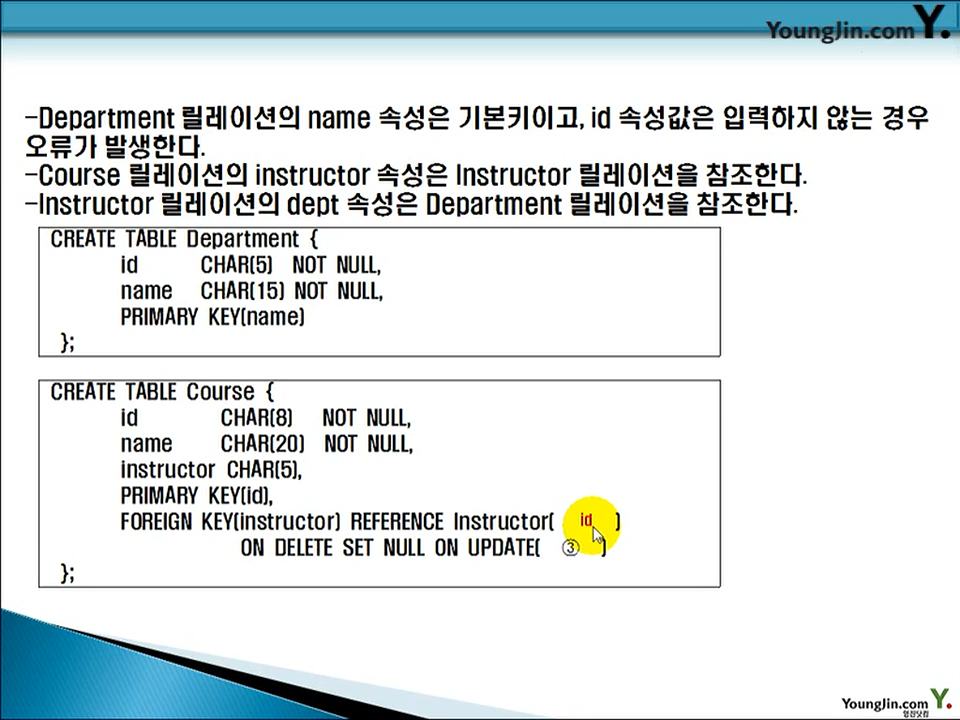 YoungJin.com Y.
-Department 릴레이션의 name 속성은 기본키이고, id 속성값은 입력하지 않는 경우
오류가 발생한다.
-Course 릴레이션의 instructor 속성은 Instructor 릴레이션을 참조한다.
-Instructor 릴레이션의 dept 속성은 Department 릴레이션을 참조한다.
CREATE TABLE Department {
id CHAR(5) NOT NULL,
name CHAR(15) NOT NULL,
PRIMARY KEY(name)
};
CREATE TABLE Course {
id CHAR(8) NOT NULL,
name CHAR(20) NOT NULL,
instructor CHAR(5),
PRIMARY KEY(id),
FOREIGN KEY(instructor) REFERENCE Instructor( id )
ON DELETE SET NULL ON UPDATE( ③ )
};
YoungJin.com Y.
영진닷컴